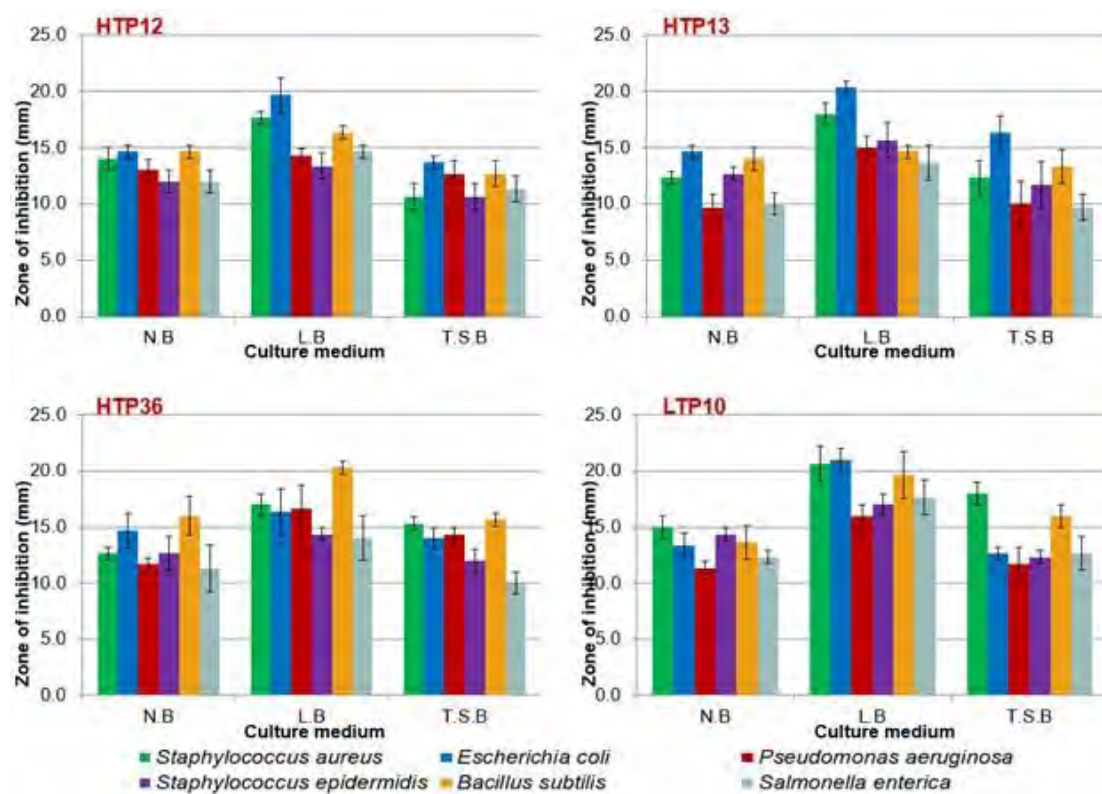 HTP12
Zone of inhibition (mm)
25.0
20.0
15.0
10.0
5.0
0.0
N.B
L.B
T.S.B
Culture medium
HTP13
Zone of inhibition (mm)
25.0
20.0
15.0
10.0
5.0
0.0
N.B
L.B
T.S.B
Culture medium
HTP36
Zone of inhibition (mm)
25.0
20.0
15.0
10.0
5.0
0.0
N.B
L.B
T.S.B
Culture medium
LTP10
Zone of inhibition (mm)
25.0
20.0
15.0
10.0
5.0
0.0
N.B
L.B
T.S.B
Culture medium
Staphylococcus aureus Escherichia coli Pseudomonas aeruginosa
Staphylococcus epidermidis Bacillus subtilis Salmonella enterica